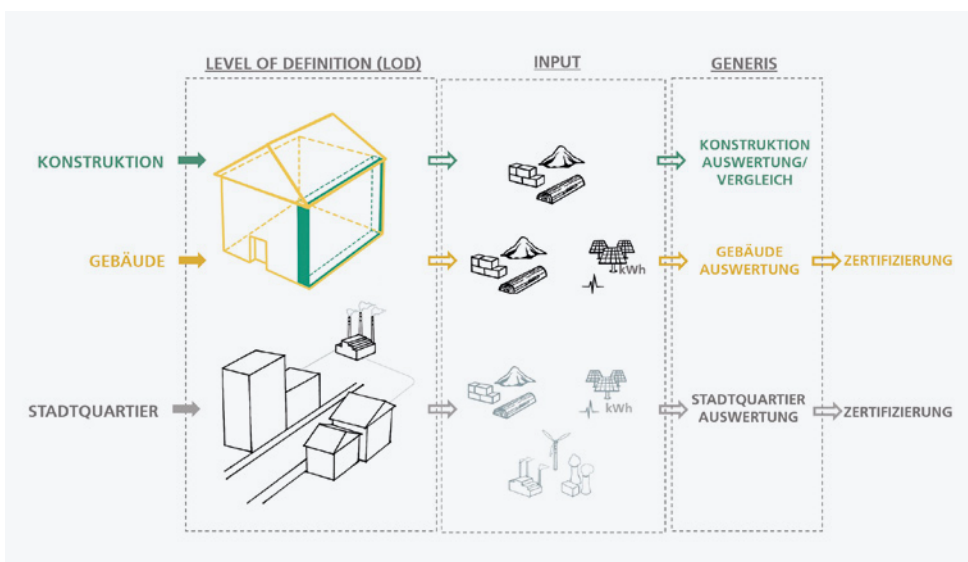 LEVEL OF DEFINITION (LOD)
INPUT
GENERIS
KONSTRUKTION
KONSTRUKTION
AUSWERTUNG/
VERGLEICH
GEBÄUDE
kWh
GEBÄUDE
AUSWERTUNG
ZERTIFIZIERUNG
STADTQUARTIER
kWh
STADTQUARTIER
AUSWERTUNG
ZERTIFIZIERUNG